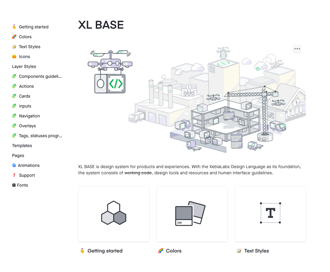 XL BASE
Getting started
Colors
Text Styles
Icons
Layer Styles
Components guideli...
Actions
Cards
Inputs
Navigation
Overlays
Tags, statuses progr...
Templates
Pages
Animations
Support
Fonts
XL BASE is design system for products and experiences. With the XebiaLabs Design Language as its foundation,
the system consists of working code, design tools and resources and human interface guidelines.
T
Getting started
Colors
Text Styles